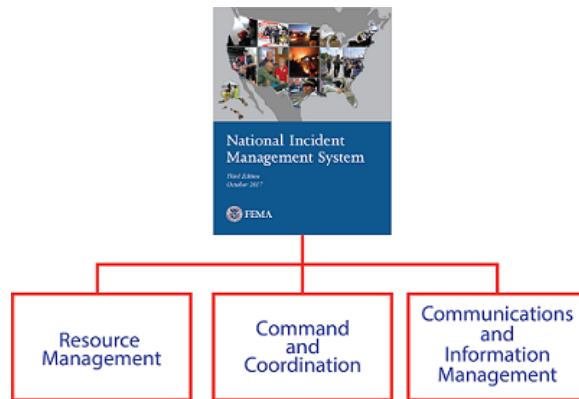 National Incident
Management System
Third Edition
October 2017
FEMA
Resource
Management
Command
and
Coordination
Communications
and
Information
Management